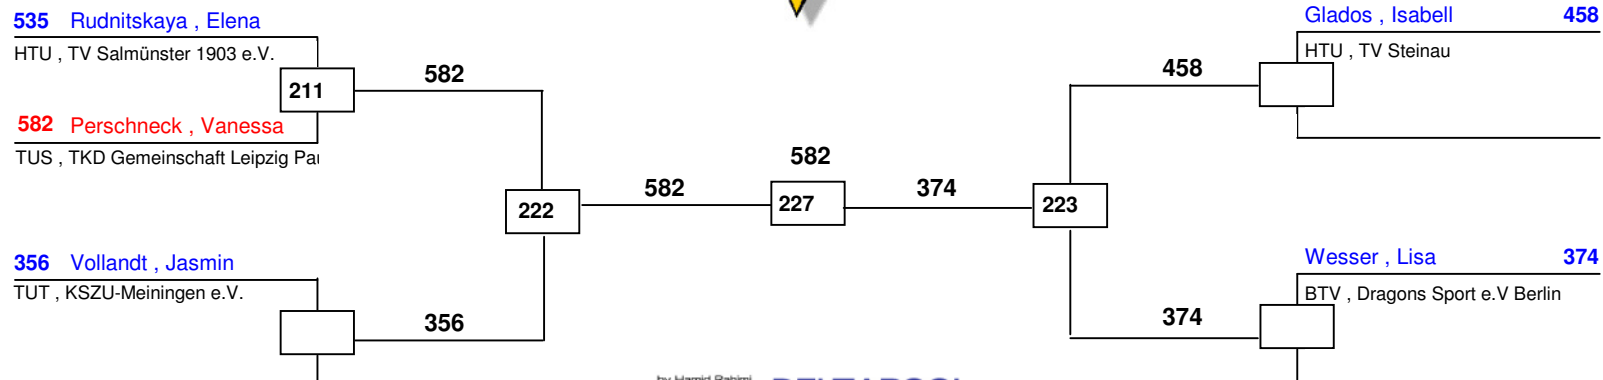 535 Rudnitskaya , Elena
HTU , TV Salmünster 1903 e.V.
211
582
582 Perschneck , Vanessa
TUS , TKD Gemeinschaft Leipzig
222
582
582
227
374
223
356 Vollandt , Jasmin
TUT , KSZU-Meiningen e.V.
356
Glados , Isabell 458
HTU , TV Steinau
458
Wesser , Lisa 374
BTV , Dragons Sport e.V Berlin
374